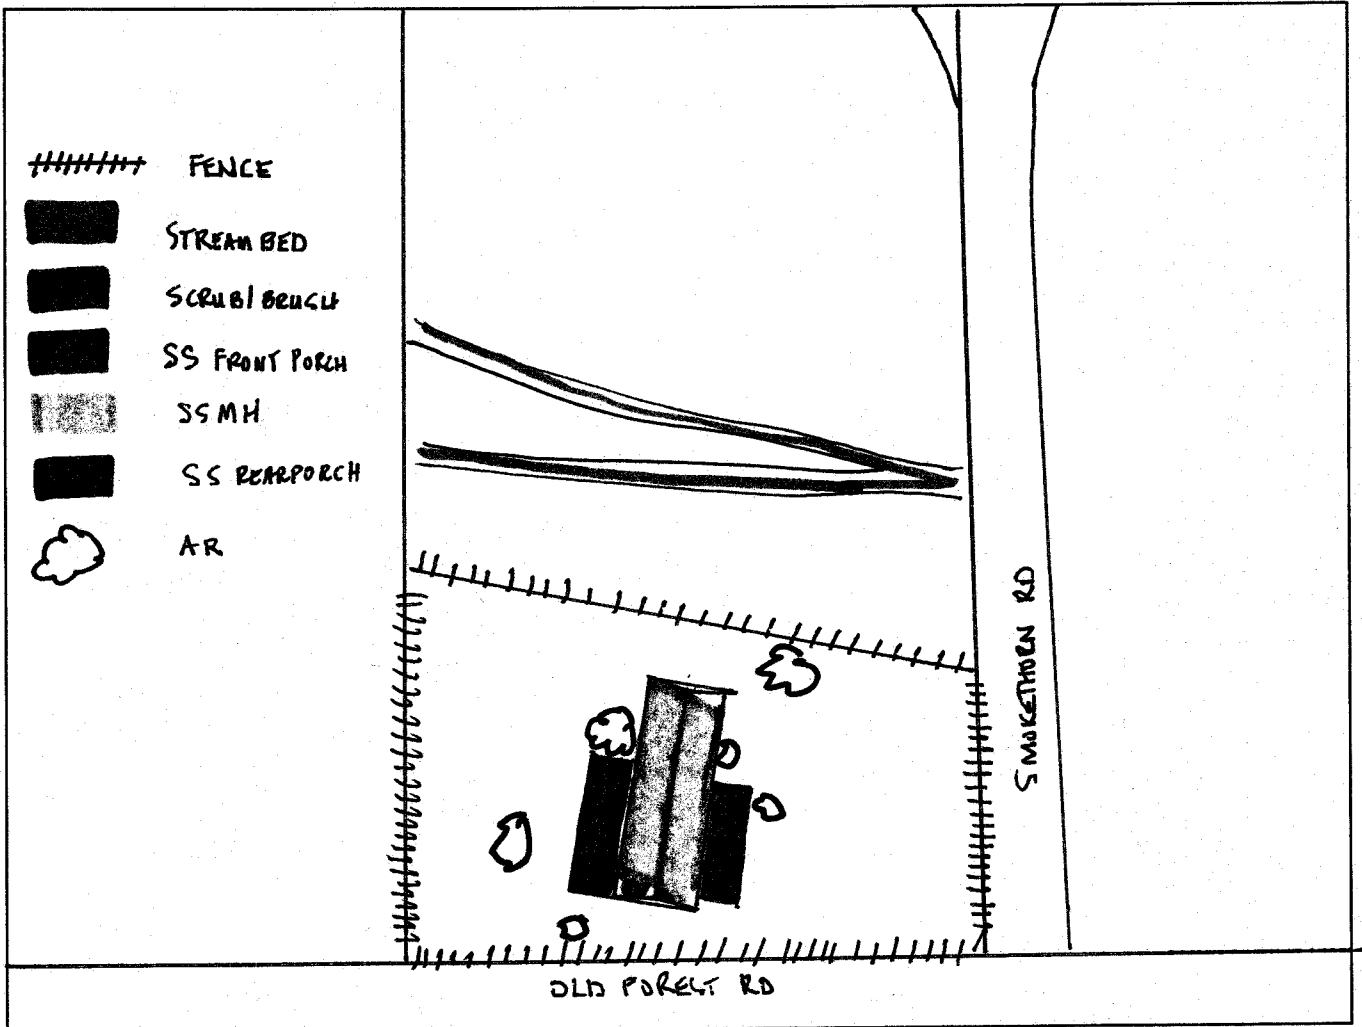 FENCE
STREAM BED
SCRUB/BRUSH
SS FRONT PORCH
SSMH
SS REARPORCH
AR
SMOKETHORN RD
OLD FOREST RD